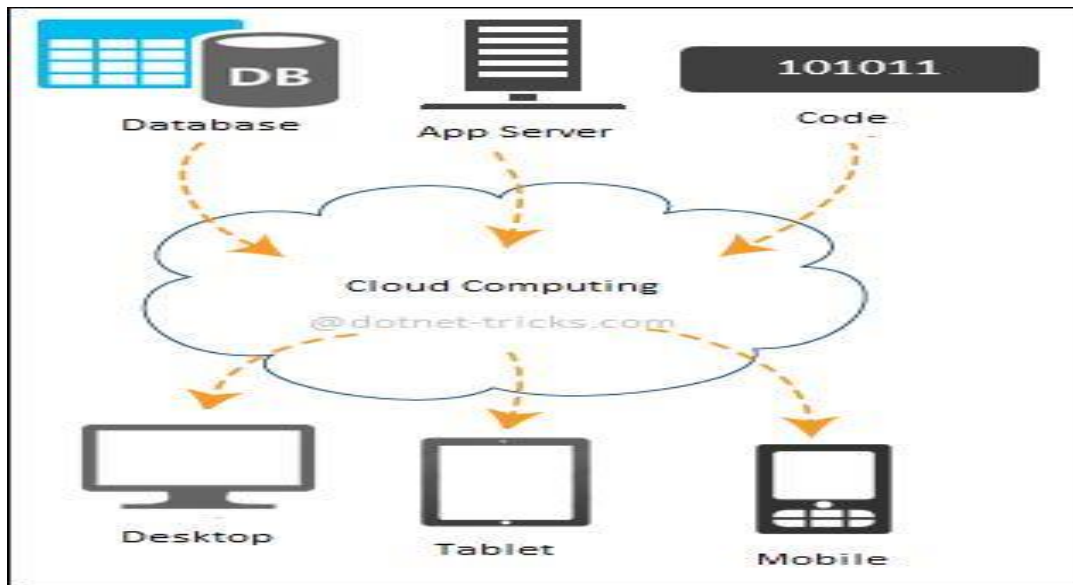 DB
101011
Database
App Server
Code
Cloud Computing
@dotnet-tricks.com
Desktop
Tablet
Mobile